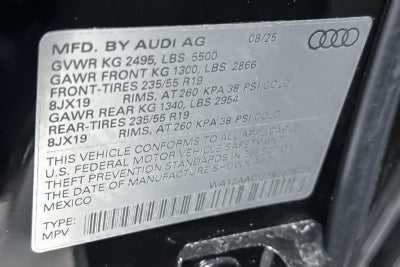 MFD. BY AUDI AG 08/25
GVWR KG 2495, LBS 5500
GAWR FRONT KG 1300, LBS 2866
FRONT-TIRES 235/55 R19
8JX19 RIMS, AT 260 KPA 38 PSI COLD
GAWR REAR KG 1340, LBS 2954
REAR-TIRES 235/55 R19
8JX19 RIMS, AT 260 KPA 38 PSI COLD
THIS VEHICLE CONFORMS TO ALL APPLICABLE
U.S. FEDERAL MOTOR VEHICLE SAFETY AND
THEFT PREVENTION STANDARDS IN EFFECT ON
THE DATE OF MANUFACTURE
MEXICO
TYPE:
MPV